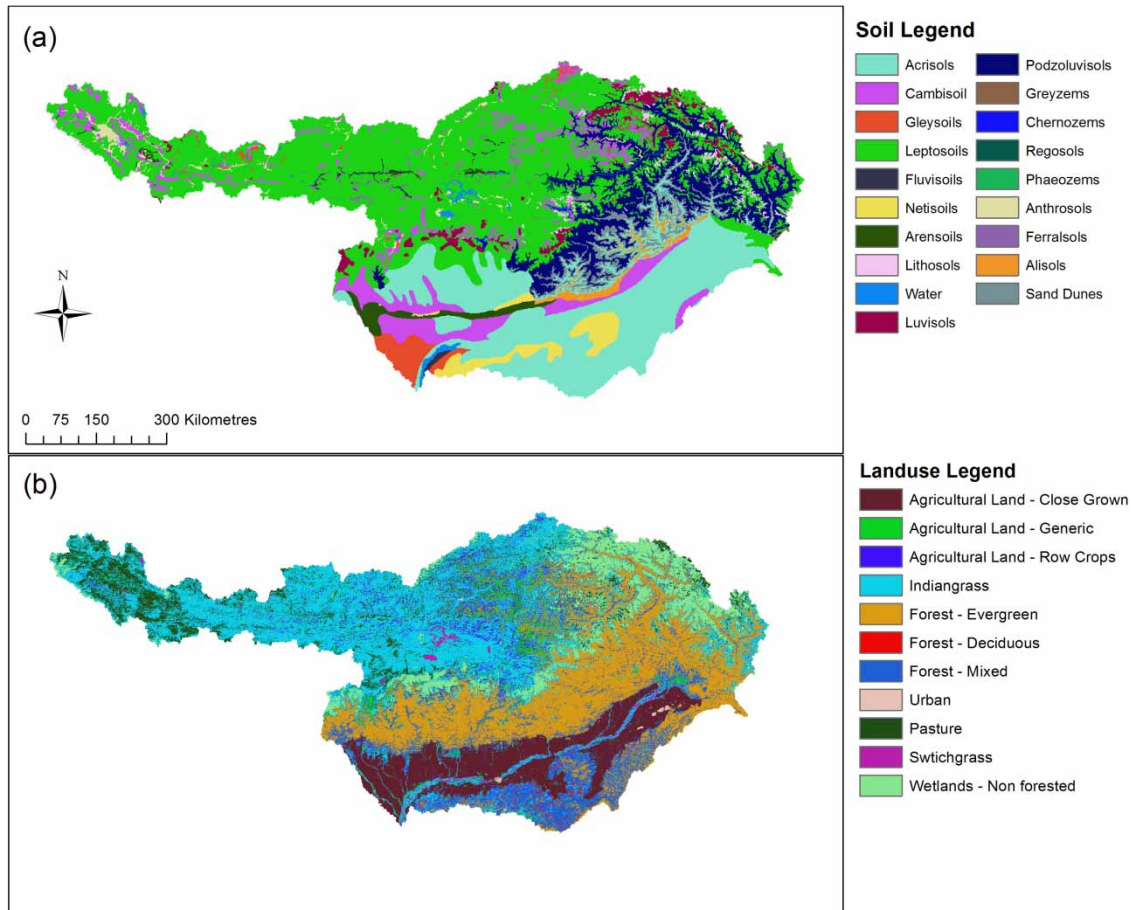 (a)
N
0 75 150 300 Kilometres
Soil Legend
Acrisols
Cambisoil
Gleysoils
Leptosoils
Fluvisoils
Netisoils
Arensoils
Lithosols
Water
Luvisols
Podzoluvisols
Greyzems
Chernozems
Regosols
Phaeozems
Anthrosols
Ferralsols
Alisols
Sand Dunes
(b)
Landuse Legend
Agricultural Land - Close Grown
Agricultural Land - Generic
Agricultural Land - Row Crops
Indiangrass
Forest - Evergreen
Forest - Deciduous
Forest - Mixed
Urban
Pasture
Swtichgrass
Wetlands - Non forested